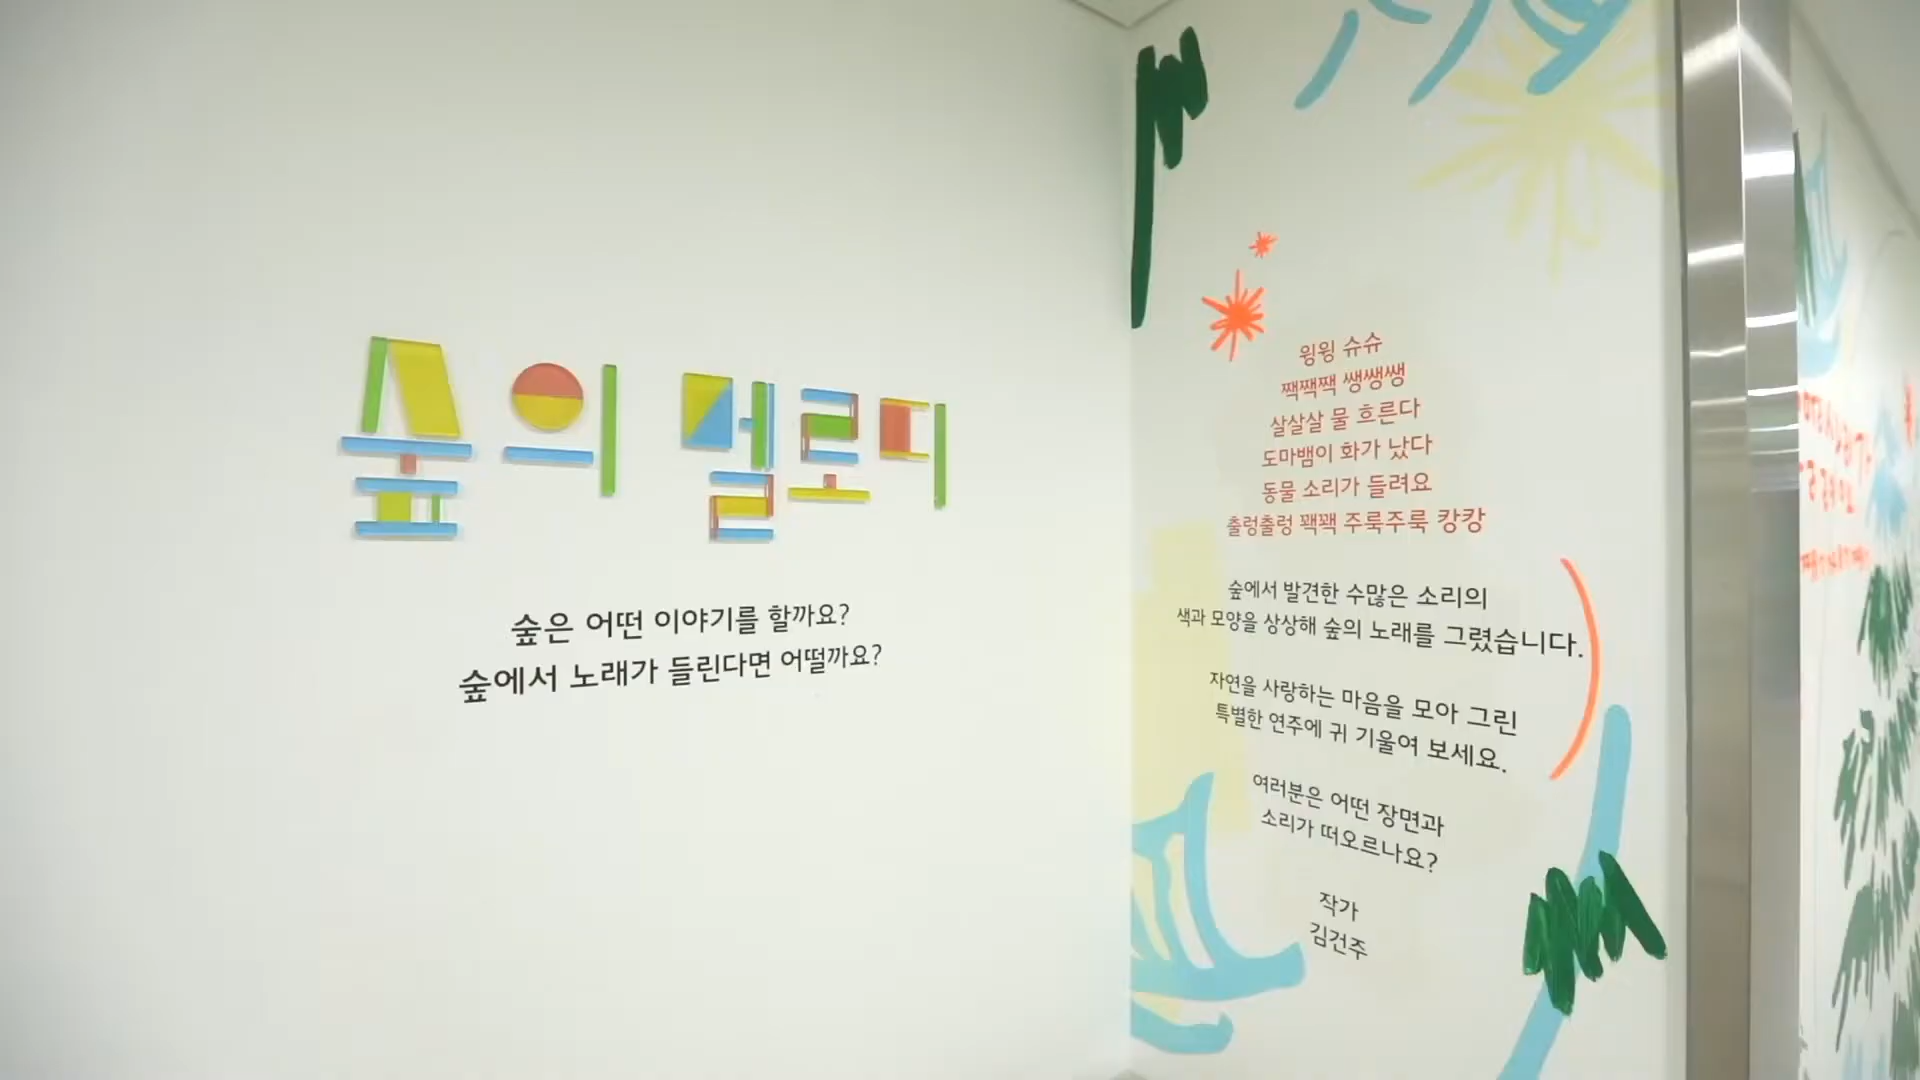 숲의 멜로디
숲은 어떤 이야기를 할까요?
숲에서 노래가 들린다면 어떨까요?
윙윙 슈슈
짹짹짹 쌩쌩쌩
살살살 물 흐른다
도마뱀이 화가 났다
동물 소리가 들려요
출렁출렁 꽥꽥 주룩주룩 캉캉
숲에서 발견한 수많은 소리의
색과 모양을 상상해 숲의 노래를 그렸습니다.
자연을 사랑하는 마음을 모아 그린
특별한 연주에 귀 기울여 보세요.
여러분은 어떤 장면과
소리가 떠오르나요?
작가
김건주